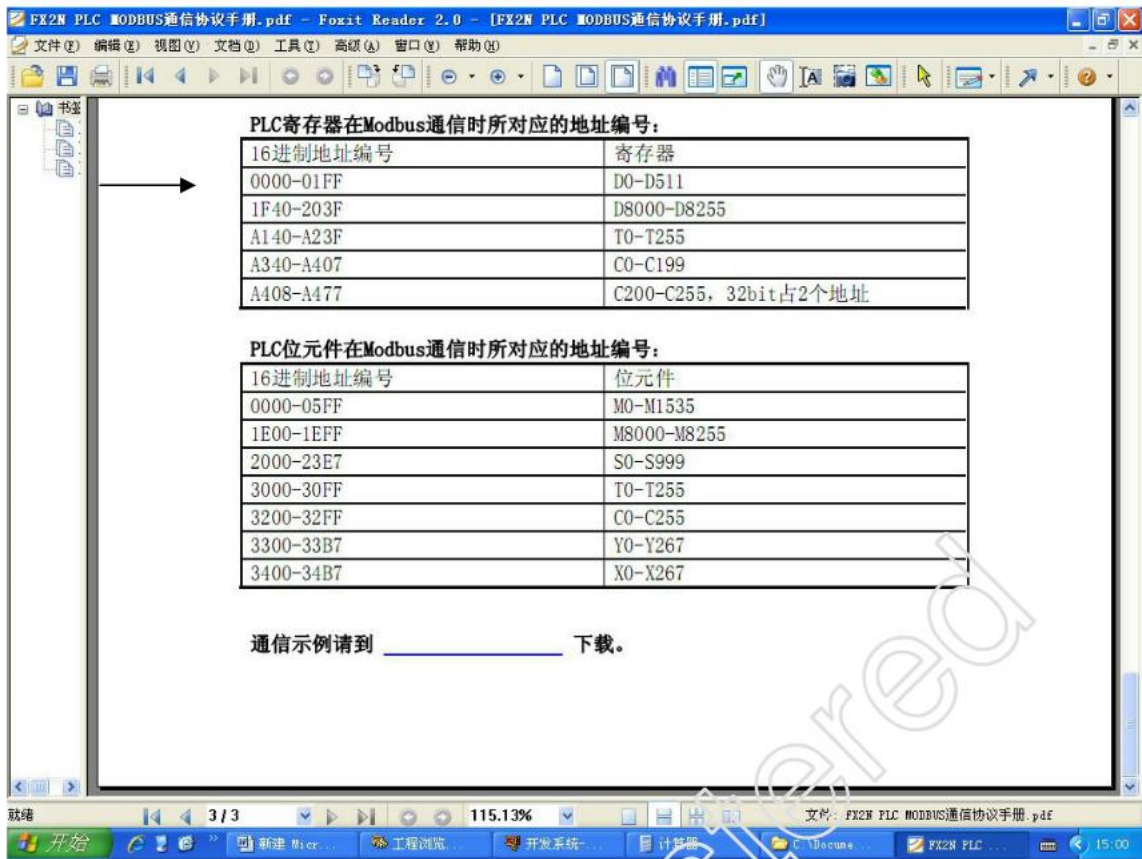 FX2N PLC MODBUS通信协议手册.pdf - Foxit Reader 2.0 - [FX2N PLC MODBUS通信协议手册.pdf]
文件(F) 编辑(E) 视图(V) 文档(D) 工具(T) 高级(A) 窗口(W) 帮助(H)
书签
PLC寄存器在Modbus通信时所对应的地址编号:
16进制地址编号 寄存器
0000-01FF D0-D511
1F40-203F D8000-D8255
A140-A23F T0-T255
A340-A407 C0-C199
A408-A477 C200-C255, 32bit占2个地址
PLC位元件在Modbus通信时所对应的地址编号:
16进制地址编号 位元件
0000-05FF M0-M1535
1E00-1EFF M8000-M8255
2000-23E7 S0-S999
3000-30FF T0-T255
3200-32FF C0-C255
3300-33B7 Y0-Y267
3400-34B7 X0-X267
通信示例请到 下载。
就绪 3 / 3 115.13% 文件: FX2N PLC MODBUS通信协议手册.pdf
开始 新建 Micr... 工程浏览... 开发系统-... 计算器 C:\Docume... FX2N PLC ... 15:00